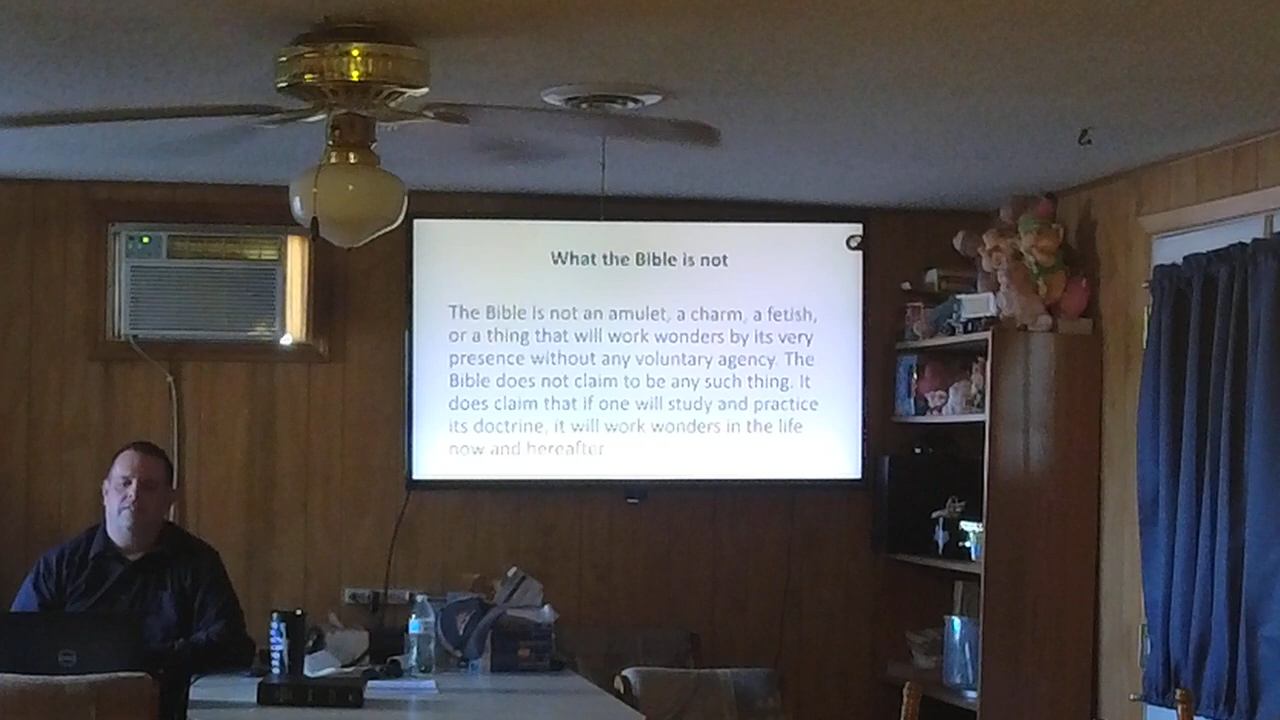 What the Bible is not
The Bible is not an amulet, a charm, a fetish,
or a thing that will work wonders by its very
presence without any voluntary agency. The
Bible does not claim to be any such thing. It
does claim that if one will study and practice
its doctrine, it will work wonders in the life
now and hereafter